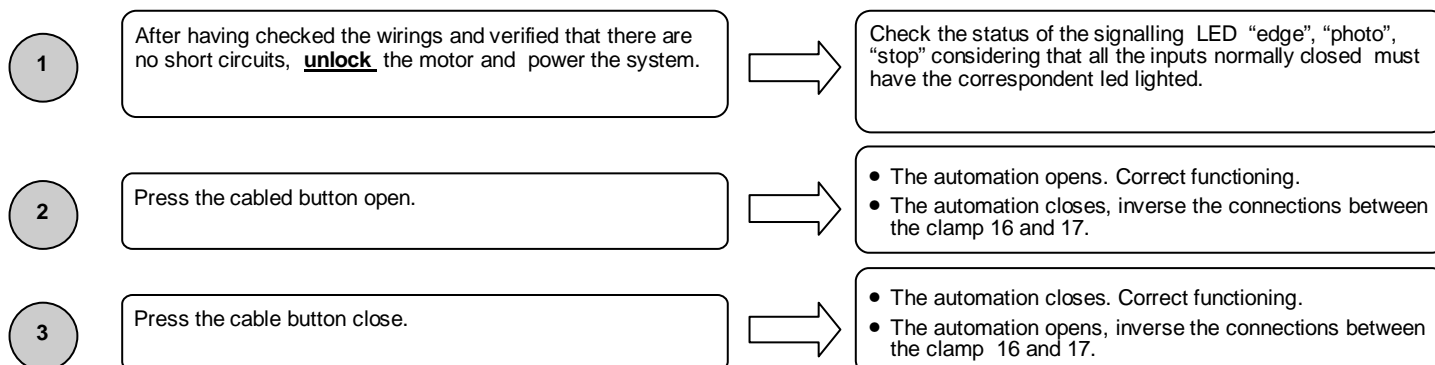 1
After having checked the wirings and verified that there are
no short circuits, unlock the motor and power the system.
Check the status of the signalling LED “edge”, “photo”,
“stop” considering that all the inputs normally closed must
have the correspondent led lighted.
2
Press the cabled button open.
• The automation opens. Correct functioning.
• The automation closes, inverse the connections between
the clamp 16 and 17.
3
Press the cable button close.
• The automation closes. Correct functioning.
• The automation opens, inverse the connections between
the clamp 16 and 17.